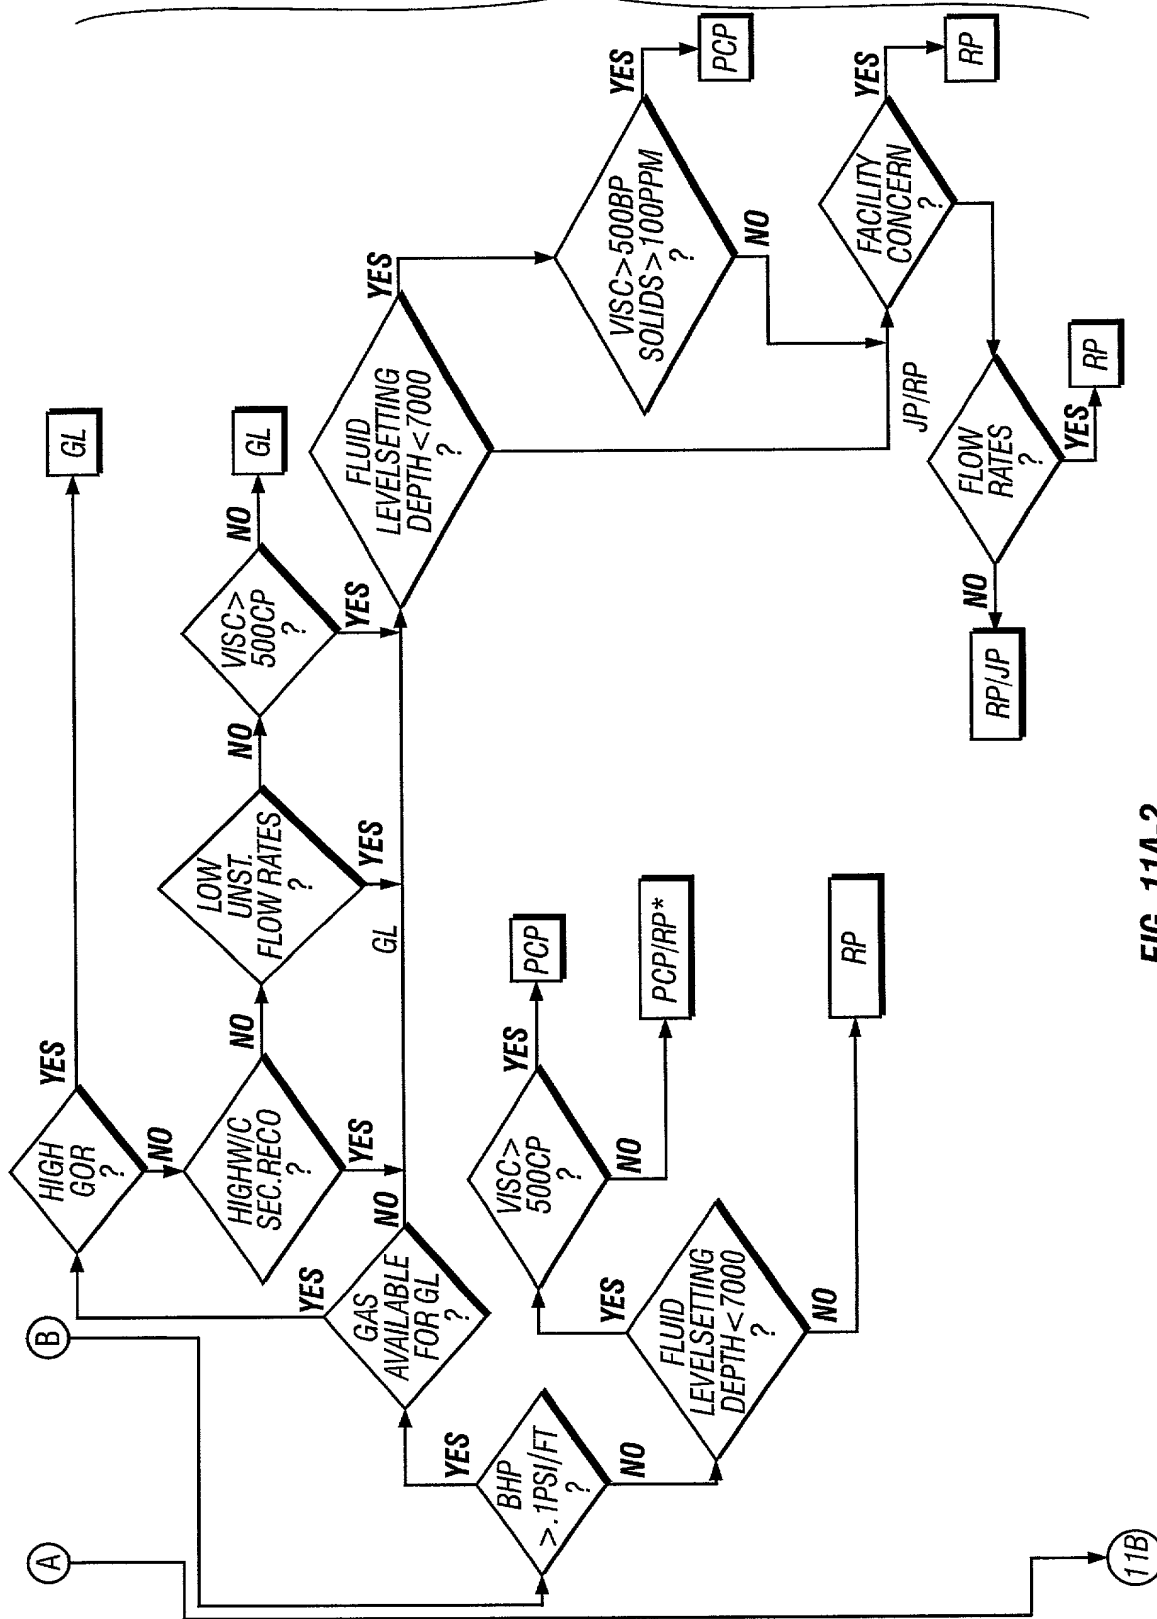 A
B
BHP
>.1PSI/FT
?
YES
NO
GAS
AVAILABLE
FOR GL
?
YES
NO
HIGH
GOR
?
YES
NO
GL
HIGHW/C
SEC.RECO
?
NO
YES
LOW
UNST.
FLOW RATES
?
NO
YES
GL
VISC>
500CP
?
NO
YES
GL
FLUID
LEVELSETTING
DEPTH<7000
?
YES
NO
VISC>
500CP
?
YES
NO
PCP
PCP/RP*
RP
FLUID
LEVELSETTING
DEPTH<7000
?
YES
VISC>500BP
SOLIDS>100PPM
?
YES
NO
PCP
JP/RP
FACILITY
CONCERN
?
YES
RP
FLOW
RATES
?
NO
YES
RP/JP
RP
11B
FIG. 11A-2